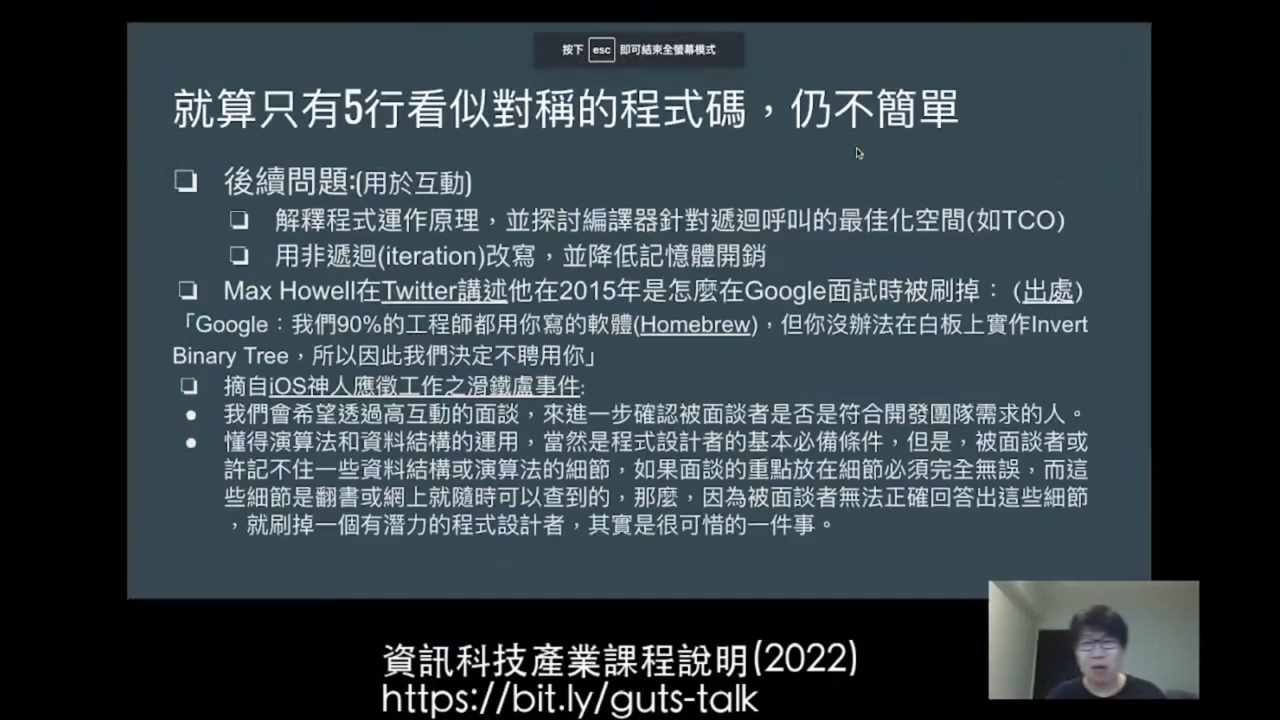 按下 esc 即可結束全螢幕模式
就算只有5行看似對稱的程式碼，仍不簡單
❏ 後續問題:(用於互動)
❏ 解釋程式運作原理，並探討編譯器針對遞迴呼叫的最佳化空間(如TCO)
❏ 用非遞迴(iteration)改寫，並降低記憶體開銷
❏ Max Howell在Twitter講述他在2015年是怎麼在Google面試時被刷掉：（出處）
「Google：我們90%的工程師都用你寫的軟體(Homebrew)，但你沒辦法在白板上實作Invert
Binary Tree，所以因此我們決定不聘用你」
❏ 摘自iOS神人應徵工作之滑鐵盧事件:
● 我們會希望透過高互動的面談，來進一步確認被面談者是否是符合開發團隊需求的人。
● 懂得演算法和資料結構的運用，當然是程式設計者的基本必備條件，但是，被面談者或
許記不住一些資料結構或演算法的細節，如果面談的重點放在細節必須完全無誤，而這
些細節是翻書或網上就隨時可以查到的，那麼，因為被面談者無法正確回答出這些細節
，就刷掉一個有潛力的程式設計者，其實是很可惜的一件事。
資訊科技產業課程說明(2022)
https://bit.ly/guts-talk